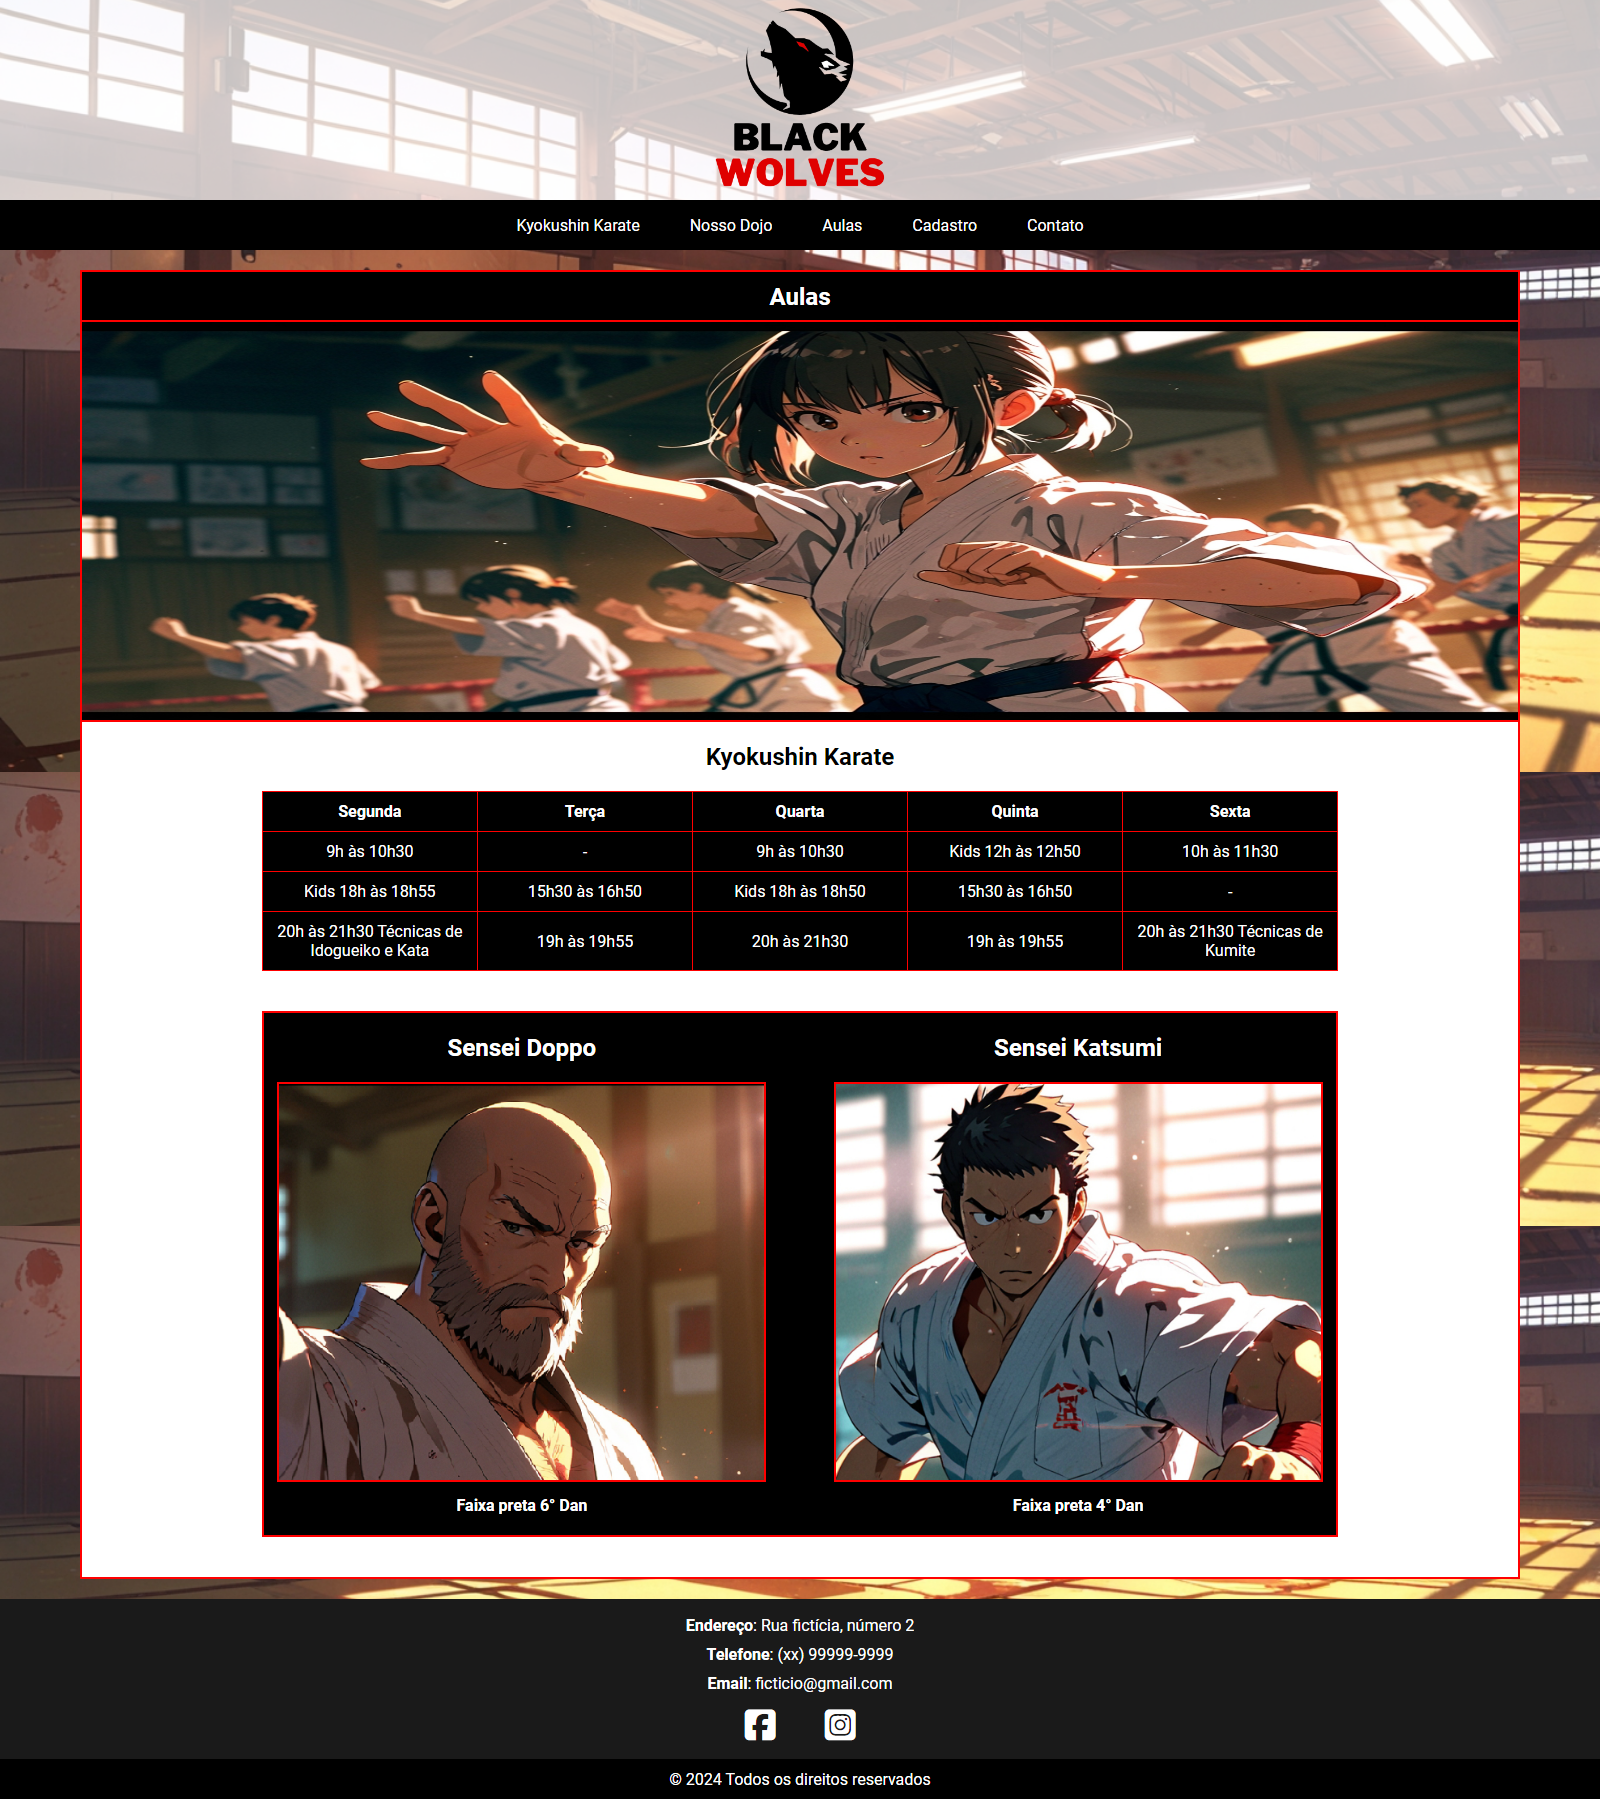 BLACK
WOLVES
Kyokushin Karate Nosso Dojo Aulas Cadastro Contato
Aulas
Kyokushin Karate
Segunda Terça Quarta Quinta Sexta
9h às 10h30 - 9h às 10h30 Kids 12h às 12h50 10h às 11h30
Kids 18h às 18h55 15h30 às 16h50 Kids 18h às 18h50 15h30 às 16h50 -
20h às 21h30 Técnicas de
Idogueiko e Kata
19h às 19h55 20h às 21h30 19h às 19h55
20h às 21h30 Técnicas de
Kumite
Sensei Doppo Sensei Katsumi
Faixa preta 6° Dan Faixa preta 4° Dan
Endereço: Rua fictícia, número 2
Telefone: (xx) 99999-9999
Email: ficticio@gmail.com
© 2024 Todos os direitos reservados